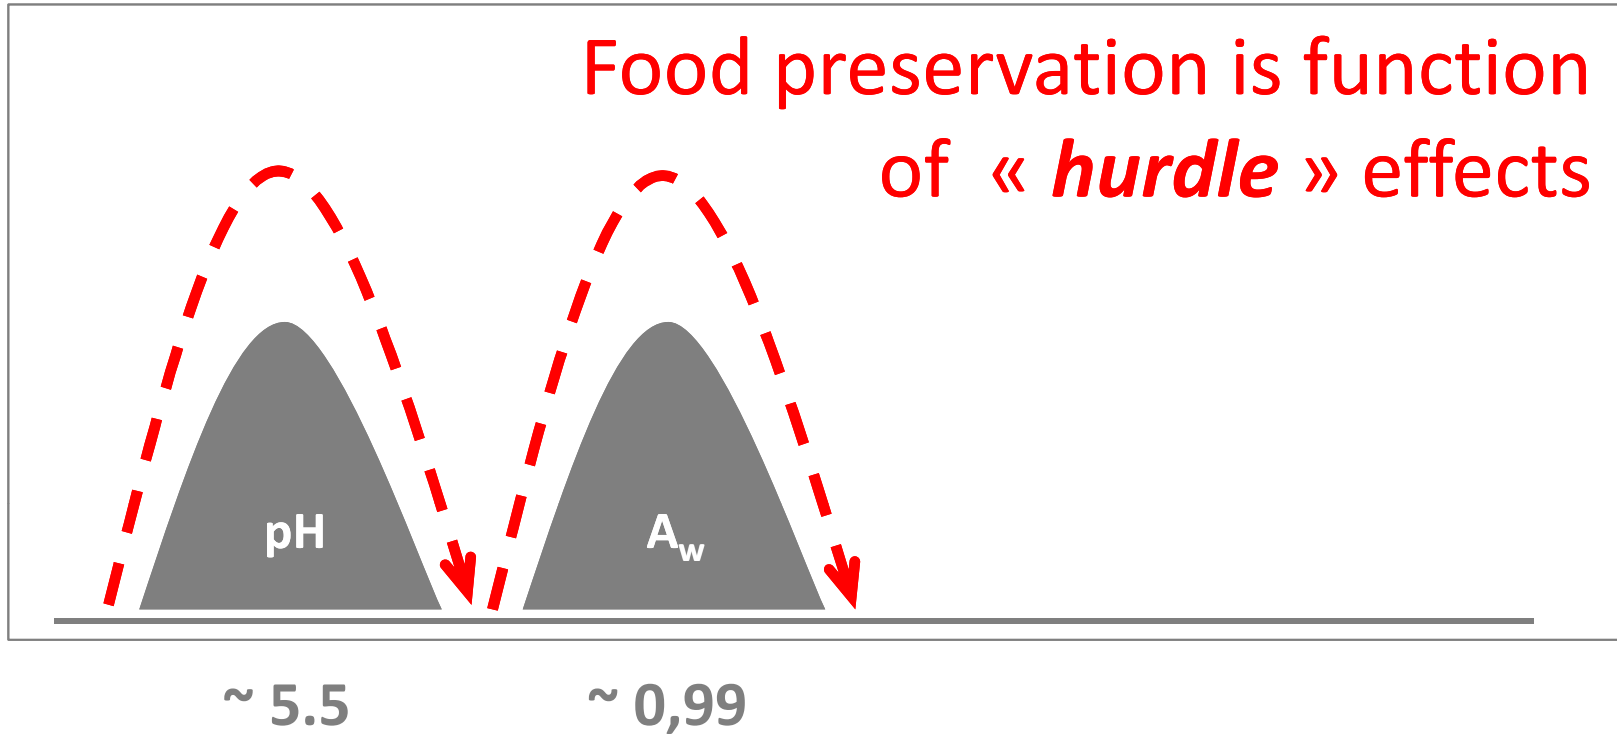 Food preservation is function
of « hurdle » effects
pH
Aw
~ 5.5
~ 0,99